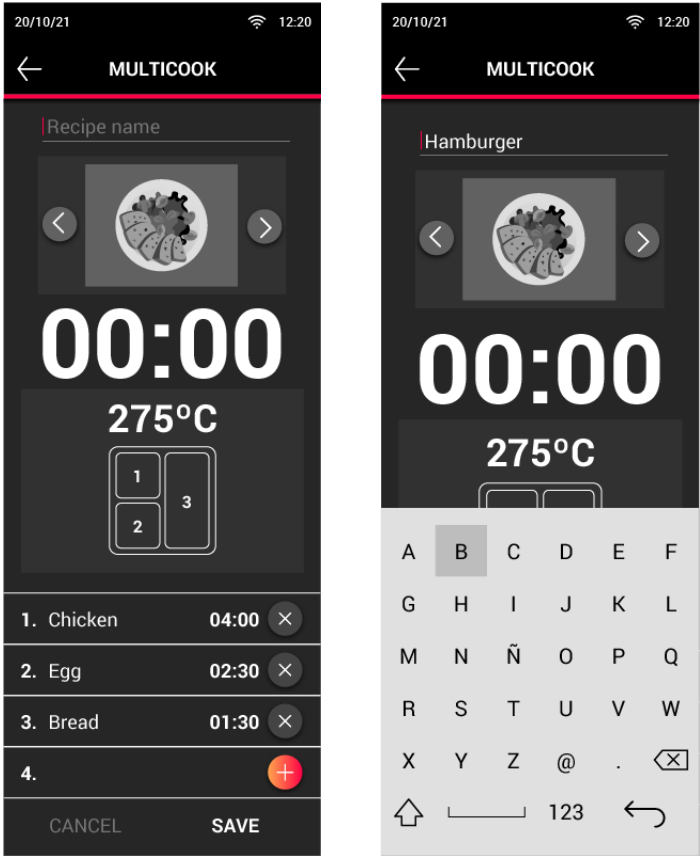 20/10/21 12:20
MULTICOOK
Recipe name
00:00
275ºC
1
2
3
1. Chicken 04:00
2. Egg 02:30
3. Bread 01:30
4.
CANCEL SAVE
20/10/21 12:20
MULTICOOK
Hamburger
00:00
275ºC
A B C D E F
G H I J K L
M N Ñ O P Q
R S T U V W
X Y Z @ .
123